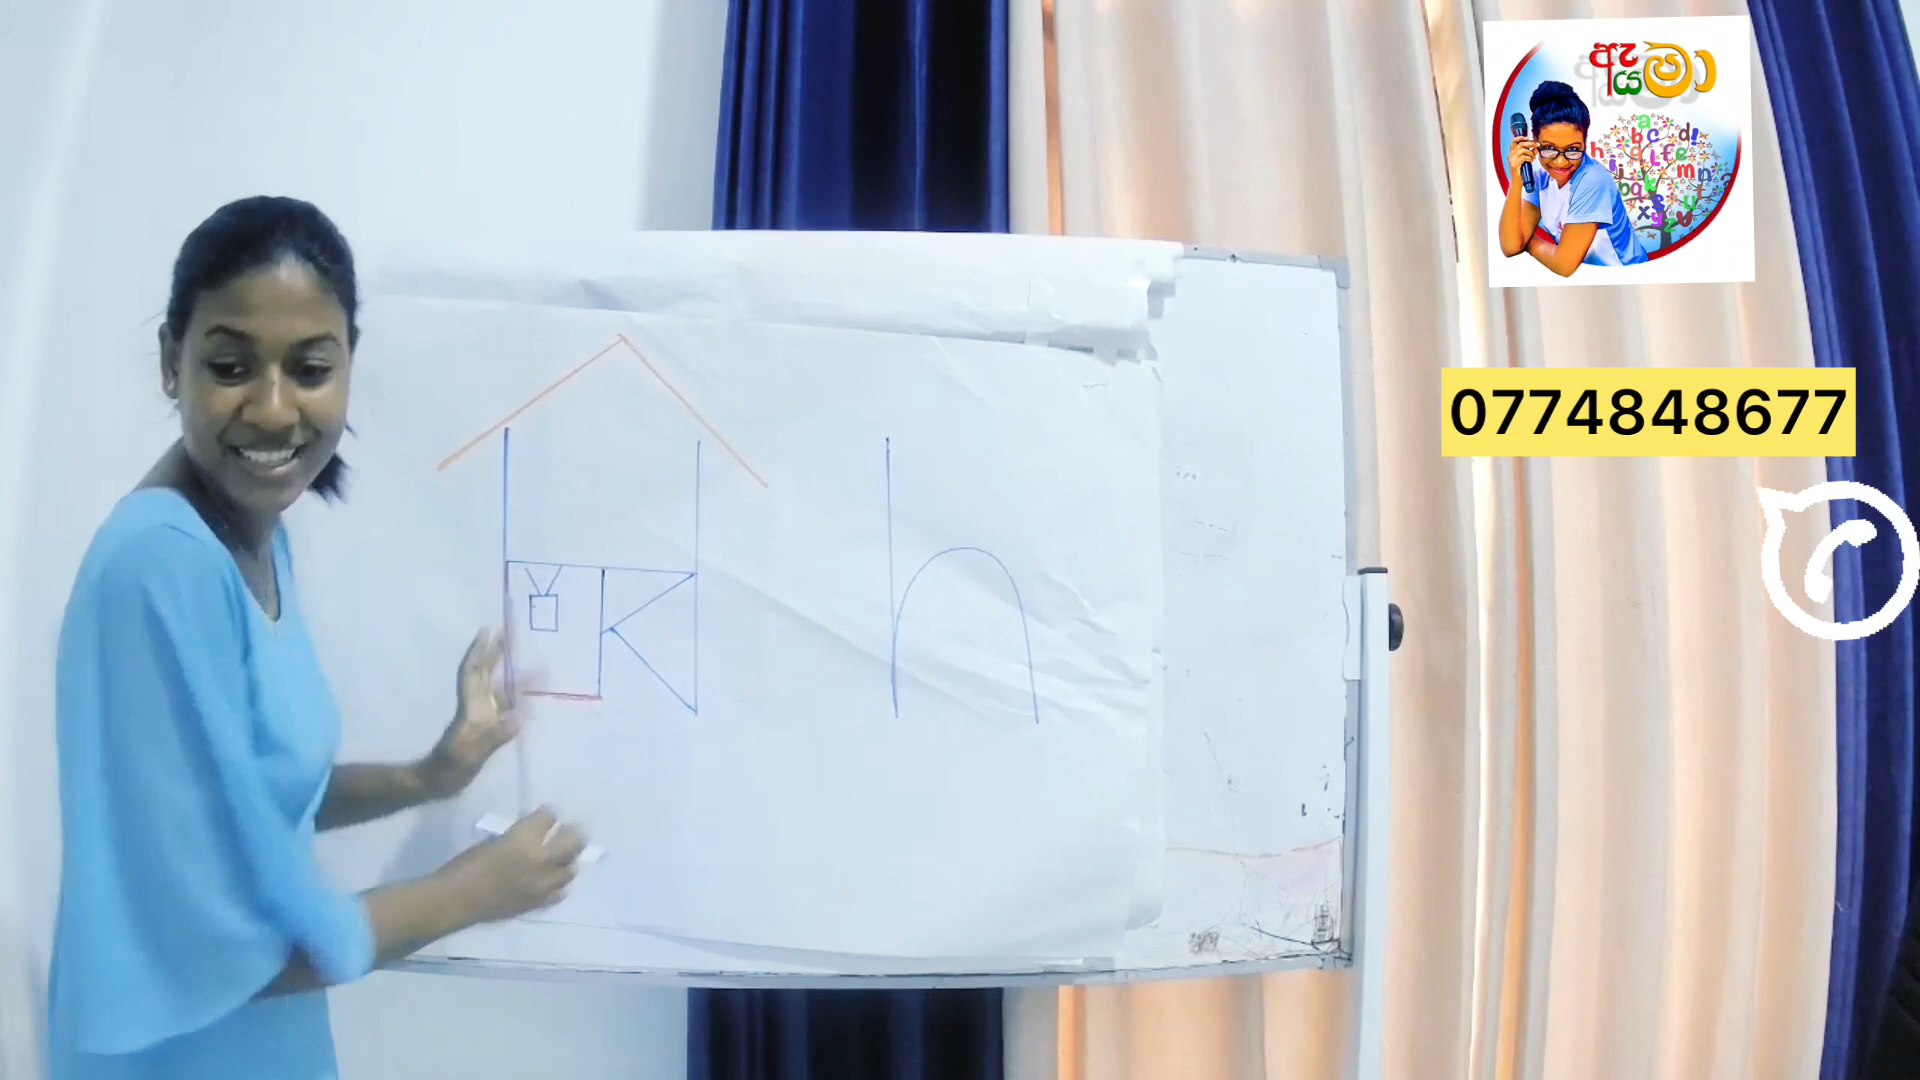 ඇයමා
a
b c d!
h i g L f e
j k m n
b q t
s u
x y z v
0774848677
h